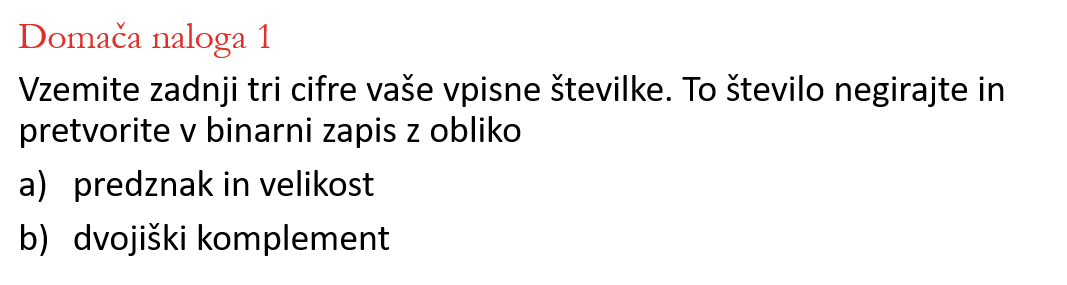 Domača naloga 1
Vzemite zadnji tri cifre vaše vpisne številke. To število negirajte in
pretvorite v binarni zapis z obliko
a) predznak in velikost
b) dvojiški komplement